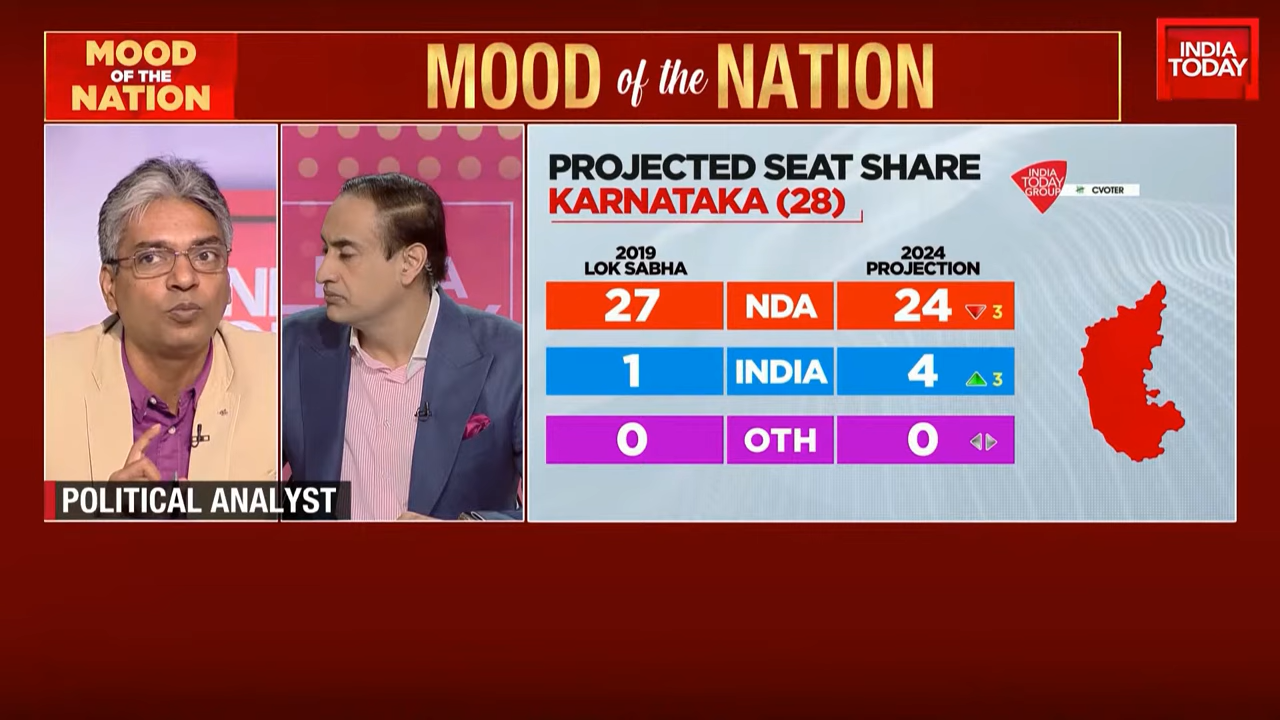 MOOD
OF THE
NATION
MOOD of the NATION
INDIA
TODAY
PROJECTED SEAT SHARE
KARNATAKA (28)
INDIA
TODAY
GROUP
CVOTER
2019
LOK SABHA
2024
PROJECTION
27 NDA 24 3
1 INDIA 4 3
0 OTH 0
POLITICAL ANALYST